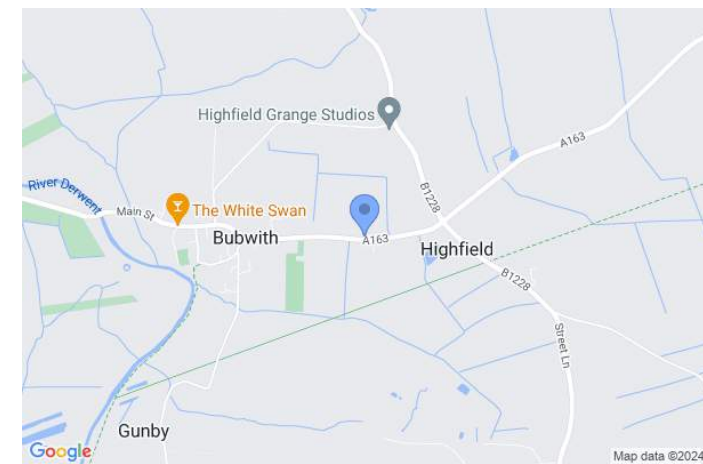 Highfield Grange Studios
A163
River Derwent
B1228
Main St
The White Swan
Bubwith
A163
Highfield
B1228
Street Ln
Gunby
Google
Map data ©2024